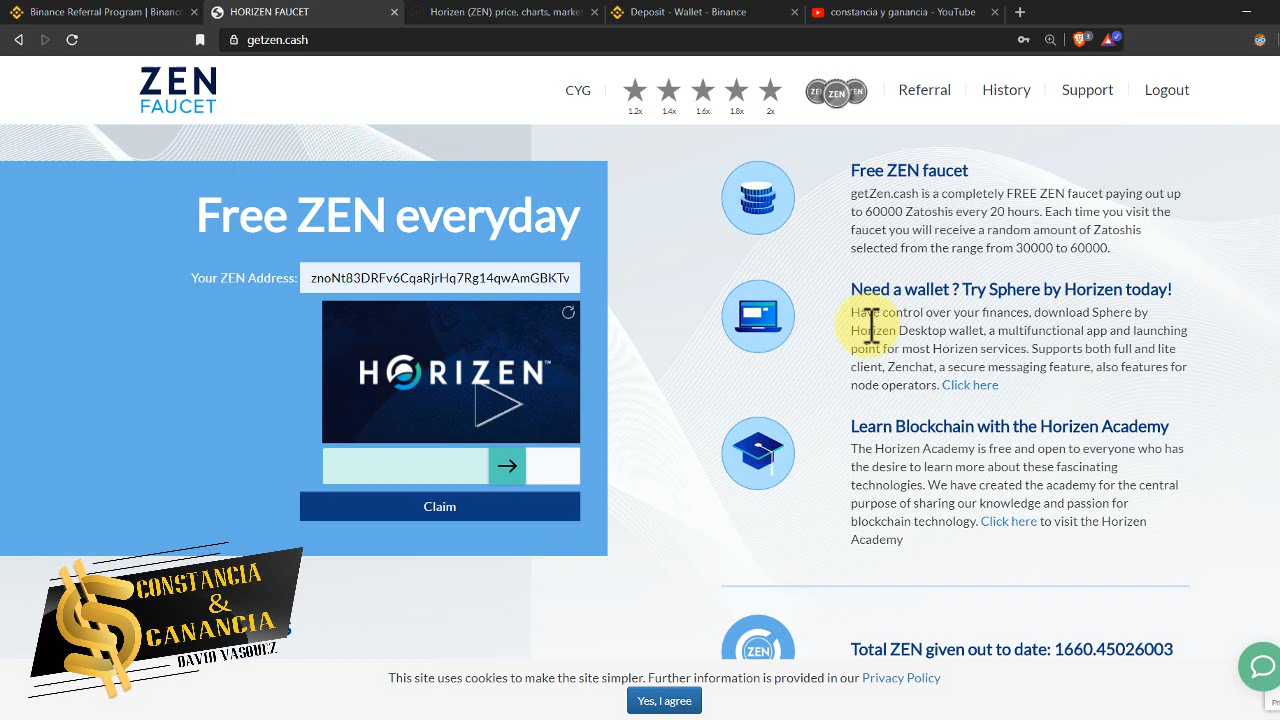 Binance Referral Program | Binanc
HORIZEN FAUCET
Horizen (ZEN) price, charts, market
Deposit - Wallet - Binance
constancia y ganancia - YouTube
getzen.cash
3
ZEN
FAUCET
CYG
1.2x
1.4x
1.6x
1.8x
2x
ZEN
Referral
History
Support
Logout
Free ZEN everyday
Your ZEN Address:
znoNt83DRFv6CqaRjrHq7Rg14qwAmGBKTv
HORIZEN™
Claim
Free ZEN faucet
getZen.cash is a completely FREE ZEN faucet paying out up
to 60000 Zatoshis every 20 hours. Each time you visit the
faucet you will receive a random amount of Zatoshis
selected from the range from 30000 to 60000.
Need a wallet ? Try Sphere by Horizen today!
Have control over your finances, download Sphere by
Horizen Desktop wallet, a multifunctional app and launching
point for most Horizen services. Supports both full and lite
client, Zenchat, a secure messaging feature, also features for
node operators. Click here
Learn Blockchain with the Horizen Academy
The Horizen Academy is free and open to everyone who has
the desire to learn more about these fascinating
technologies. We have created the academy for the central
purpose of sharing our knowledge and passion for
blockchain technology. Click here to visit the Horizen
Academy
ZEN
Total ZEN given out to date: 1660.45026003
CONSTANCIA
&
GANANCIA
DAVID VASQUEZ
This site uses cookies to make the site simpler. Further information is provided in our Privacy Policy
Yes, I agree